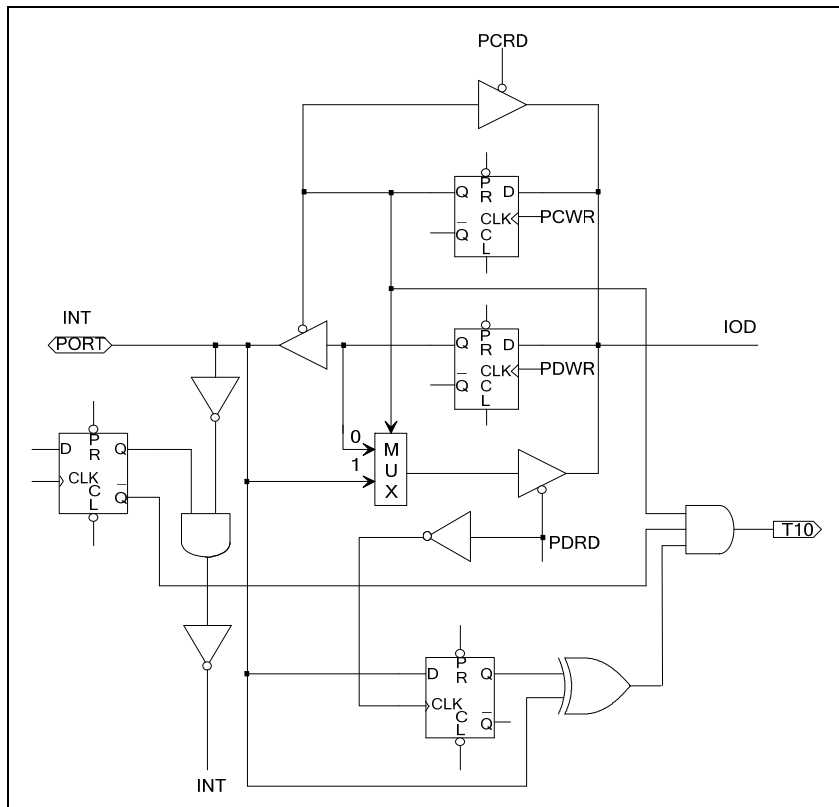 PCRD
P
Q R D
CLK PCWR
Q C
L
INT
PORT
IOD
P
Q R D
CLK PDWR
Q C
L
0 M
1 U
X
P
D R Q
CLK
C Q
L
PDRD
T10
P
D R Q
CLK
C Q
L
INT